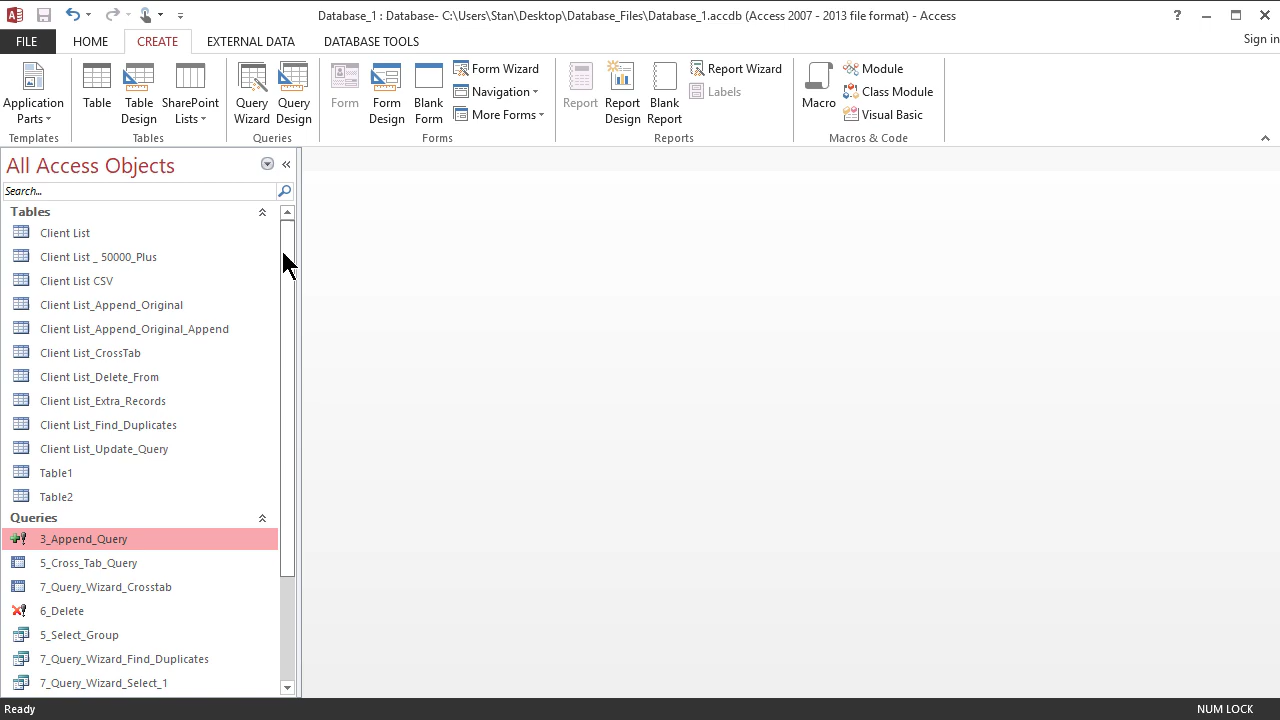 Database_1 : Database- C:\Users\Stan\Desktop\Database_Files\Database_1.accdb (Access 2007 - 2013 file format) - Access
?
FILE HOME CREATE EXTERNAL DATA DATABASE TOOLS Sign in
Application Parts
Templates
Table
Table Design
SharePoint Lists
Tables
Query Wizard
Query Design
Queries
Form
Form Design
Blank Form
Form Wizard
Navigation
More Forms
Forms
Report
Report Design
Blank Report
Report Wizard
Labels
Reports
Macro
Module
Class Module
Visual Basic
Macros & Code
All Access Objects
Search...
Tables
Client List
Client List _ 50000_Plus
Client List CSV
Client List_Append_Original
Client List_Append_Original_Append
Client List_CrossTab
Client List_Delete_From
Client List_Extra_Records
Client List_Find_Duplicates
Client List_Update_Query
Table1
Table2
Queries
3_Append_Query
5_Cross_Tab_Query
7_Query_Wizard_Crosstab
6_Delete
5_Select_Group
7_Query_Wizard_Find_Duplicates
7_Query_Wizard_Select_1
Ready
NUM LOCK